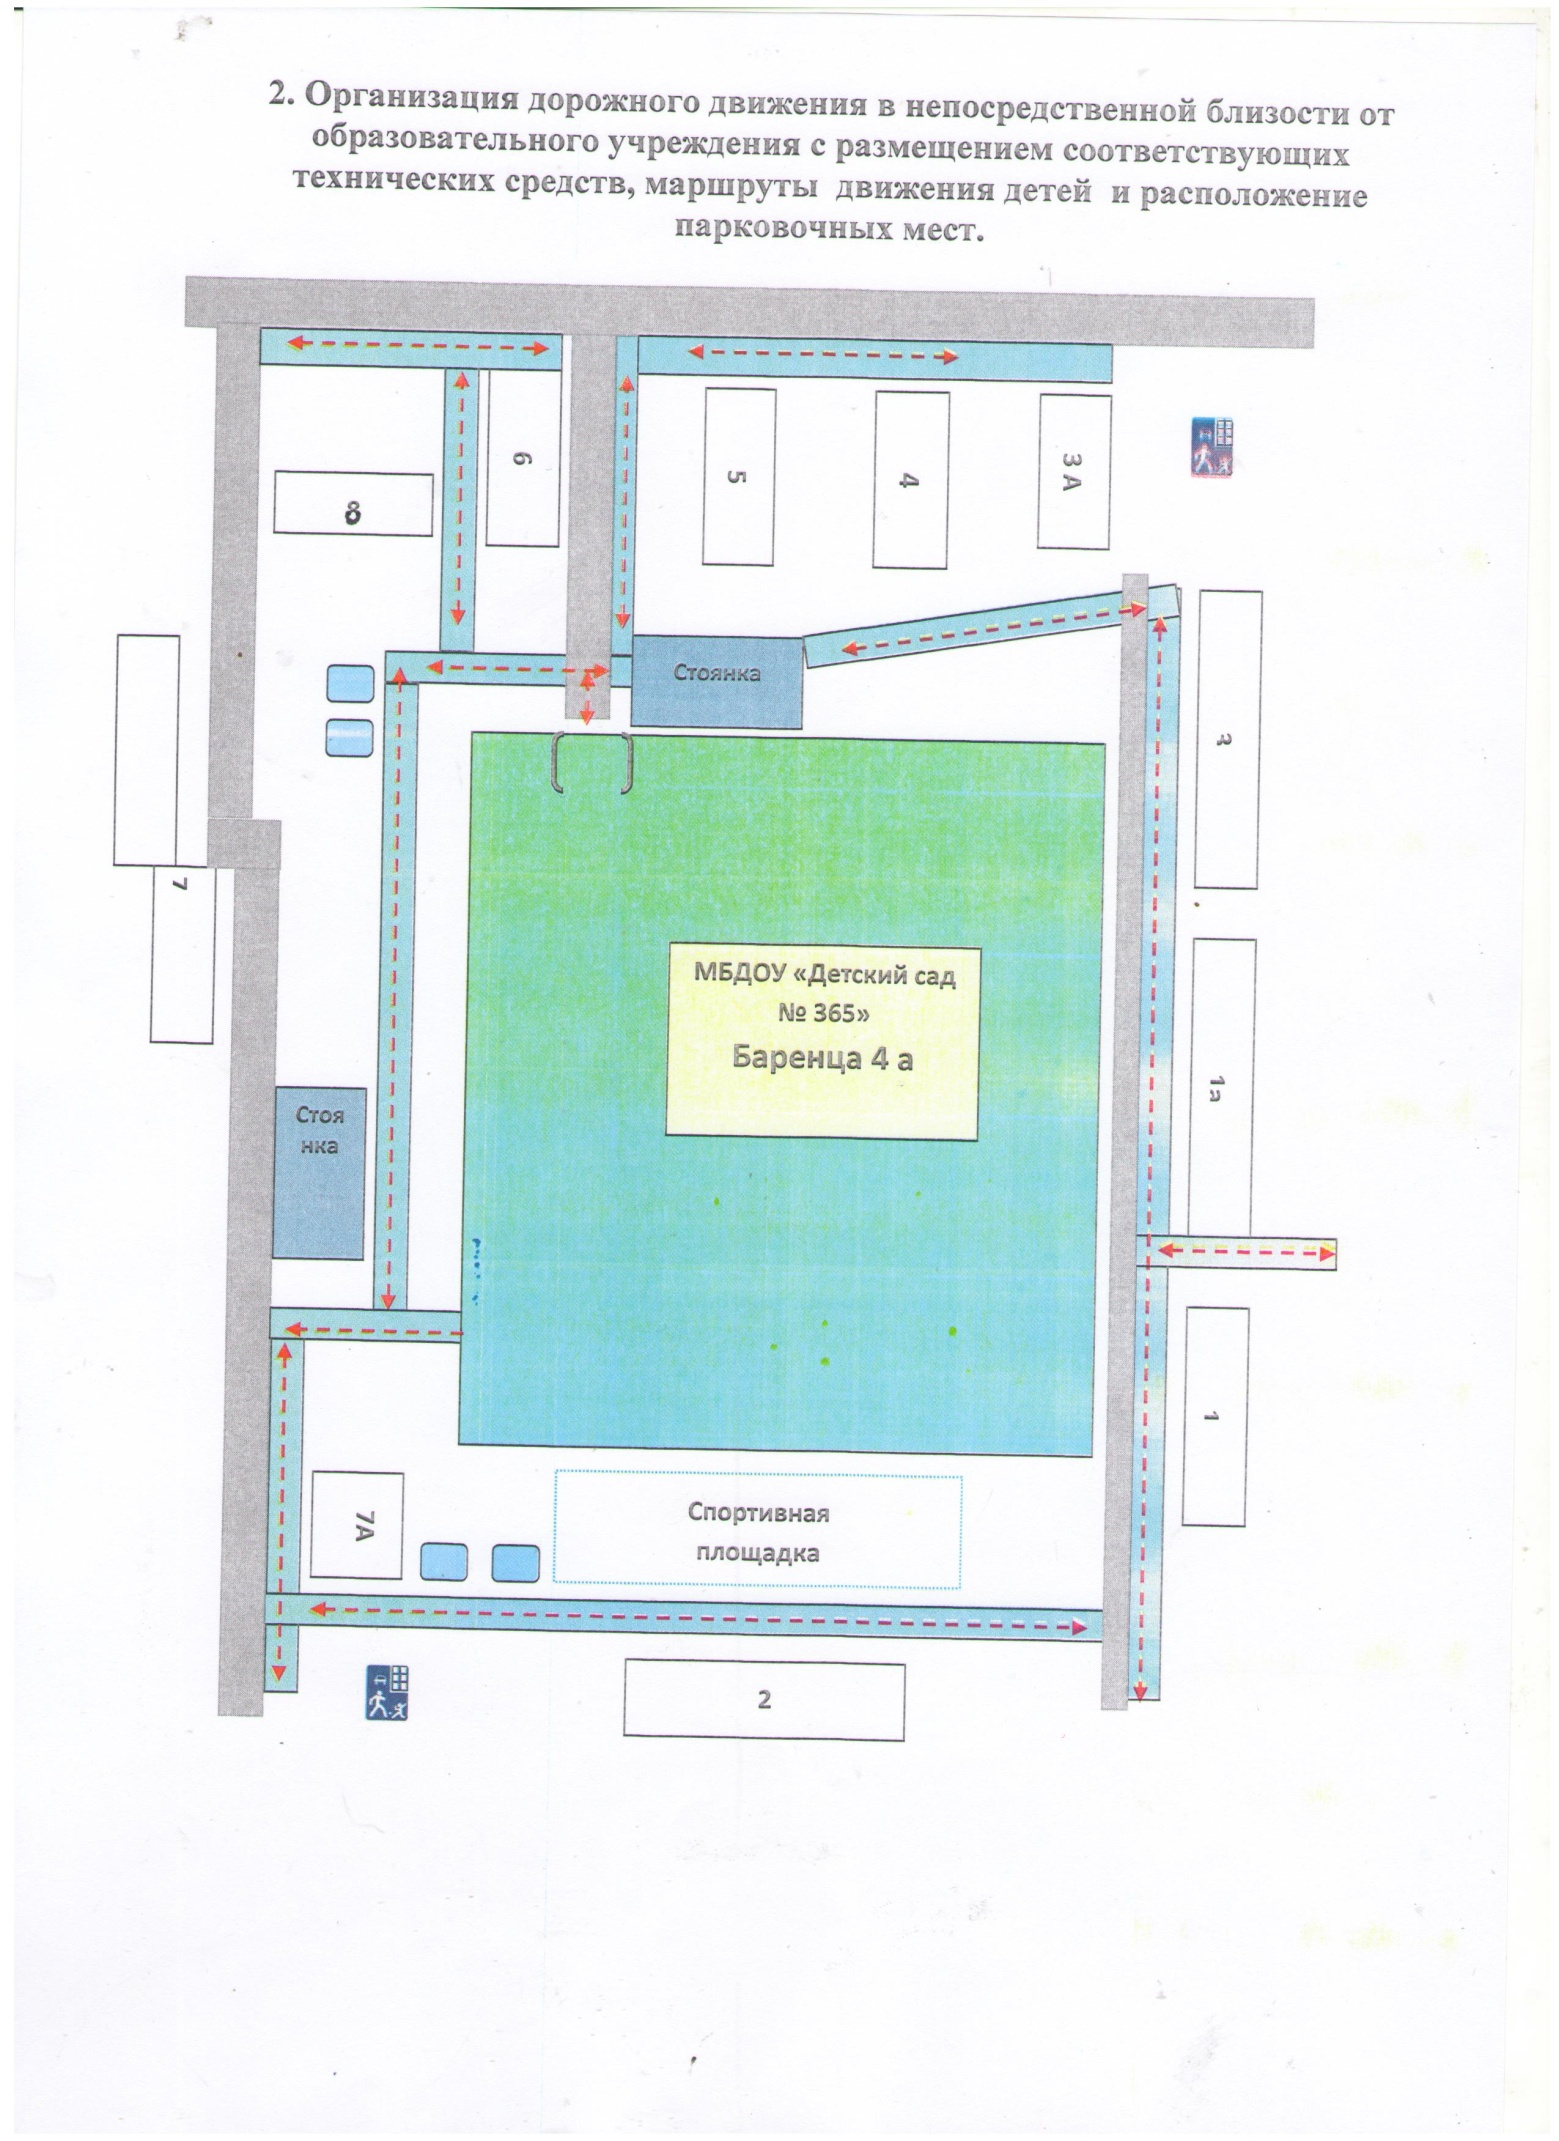 2. Организация дорожного движения в непосредственной близости от
образовательного учреждения с размещением соответствующих
технических средств, маршруты движения детей и расположение
парковочных мест.
6
5
4
3 А
8
Стоянка
7
МБДОУ «Детский сад
№ 365»
Баренца 4 а
1а
Стоя
нка
1
7А
Спортивная
площадка
2